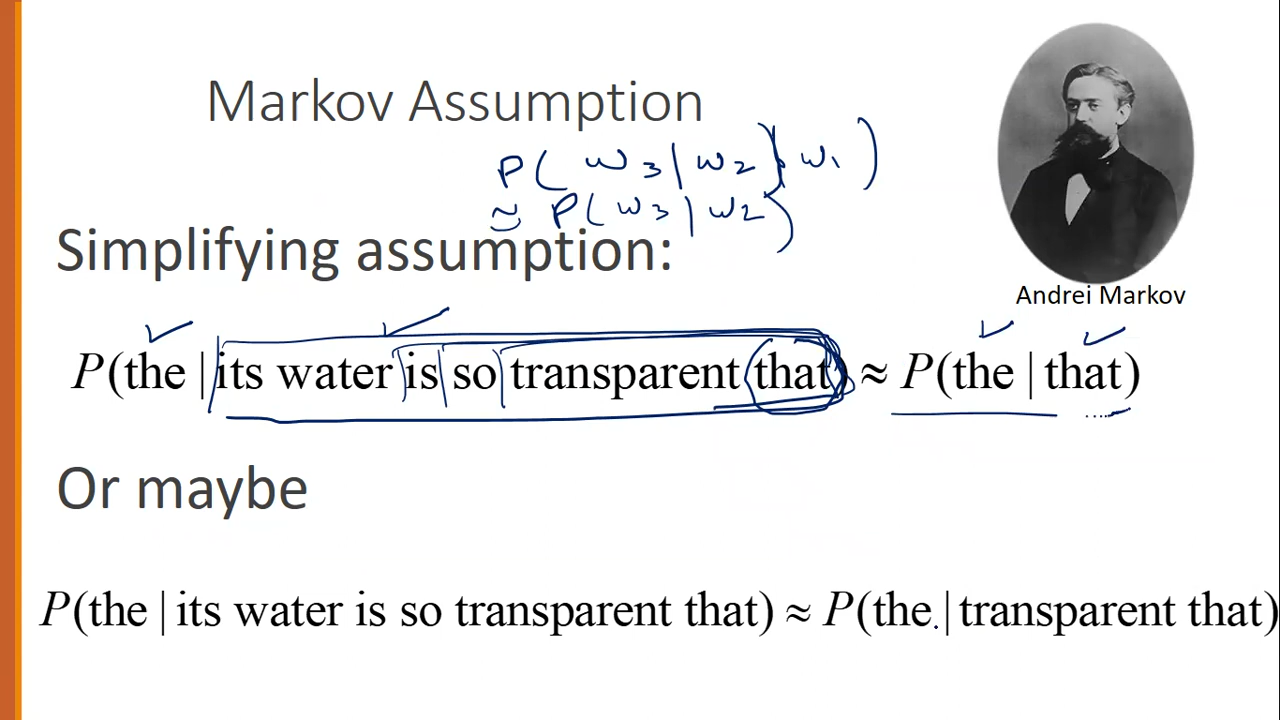 Markov Assumption
P( w3 | w2 ) w1 )
≈ P( w3 | w2 )
Simplifying assumption:
Andrei Markov
P(the | its water is so transparent that) ≈ P(the | that)
Or maybe
P(the | its water is so transparent that) ≈ P(the | transparent that)